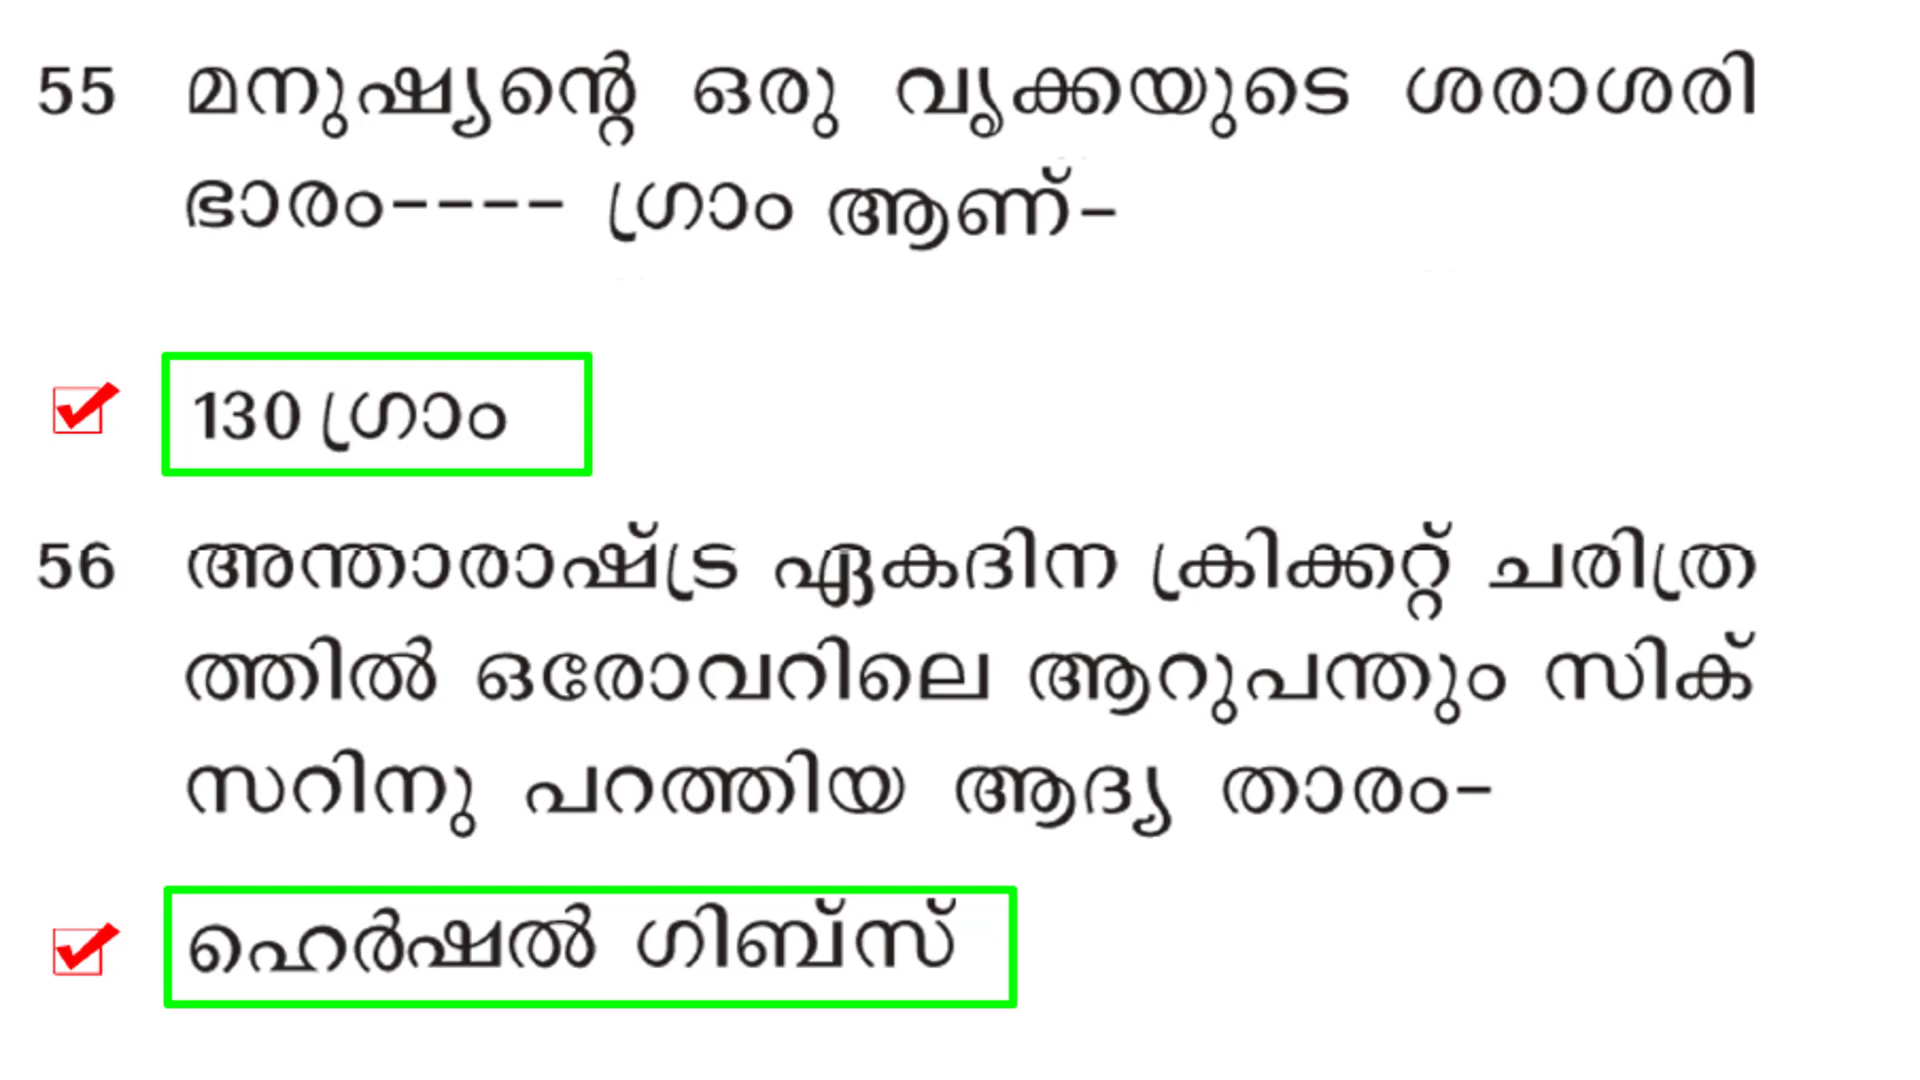 55 മനുഷ്യന്റെ ഒരു വൃക്കയുടെ ശരാശരി
ഭാരം---- ഗ്രാം ആണ്-
130 ഗ്രാം
56 അന്താരാഷ്ട്ര ഏകദിന ക്രിക്കറ്റ് ചരിത്ര
ത്തിൽ ഒരോവറിലെ ആറുപന്തും സിക്
സറിനു പറത്തിയ ആദ്യ താരം-
ഹെർഷൽ ഗിബ്സ്